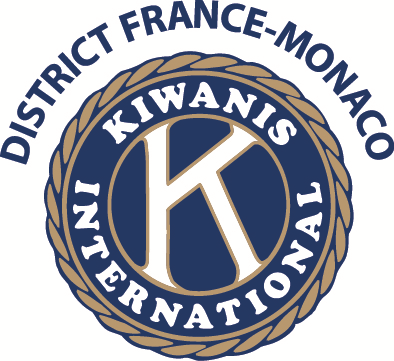 DISTRICT FRANCE-MONACO
KIWANIS
K
INTERNATIONAL